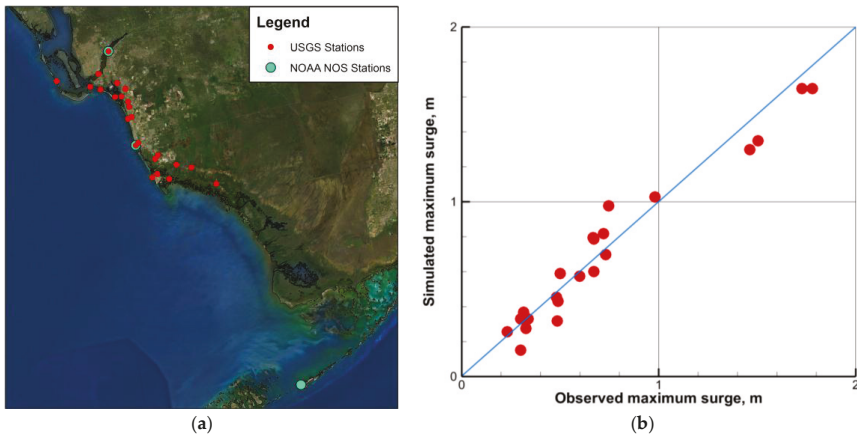 Legend
USGS Stations
NOAA NOS Stations
(a)
2
1
0
0
1
2
Simulated maximum surge, m
Observed maximum surge, m
(b)